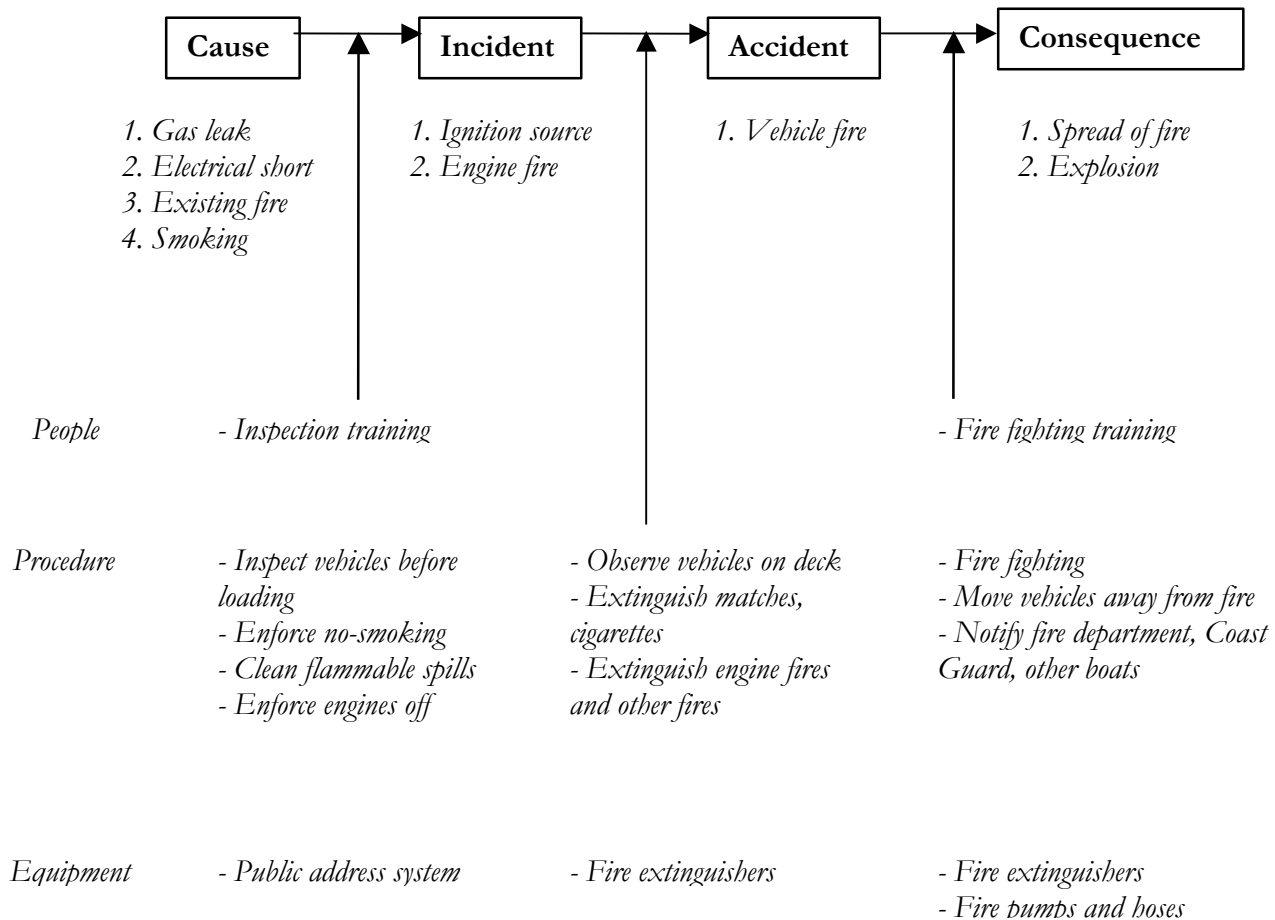 Cause Incident Accident Consequence
1. Gas leak 1. Ignition source 1. Vehicle fire 1. Spread of fire
2. Electrical short 2. Engine fire 2. Explosion
3. Existing fire
4. Smoking
People - Inspection training - Fire fighting training
Procedure - Inspect vehicles before - Observe vehicles on deck - Fire fighting
loading - Extinguish matches, - Move vehicles away from fire
- Enforce no-smoking cigarettes - Notify fire department, Coast
- Clean flammable spills - Extinguish engine fires Guard, other boats
- Enforce engines off and other fires
Equipment - Public address system - Fire extinguishers - Fire extinguishers
- Fire pumps and hoses